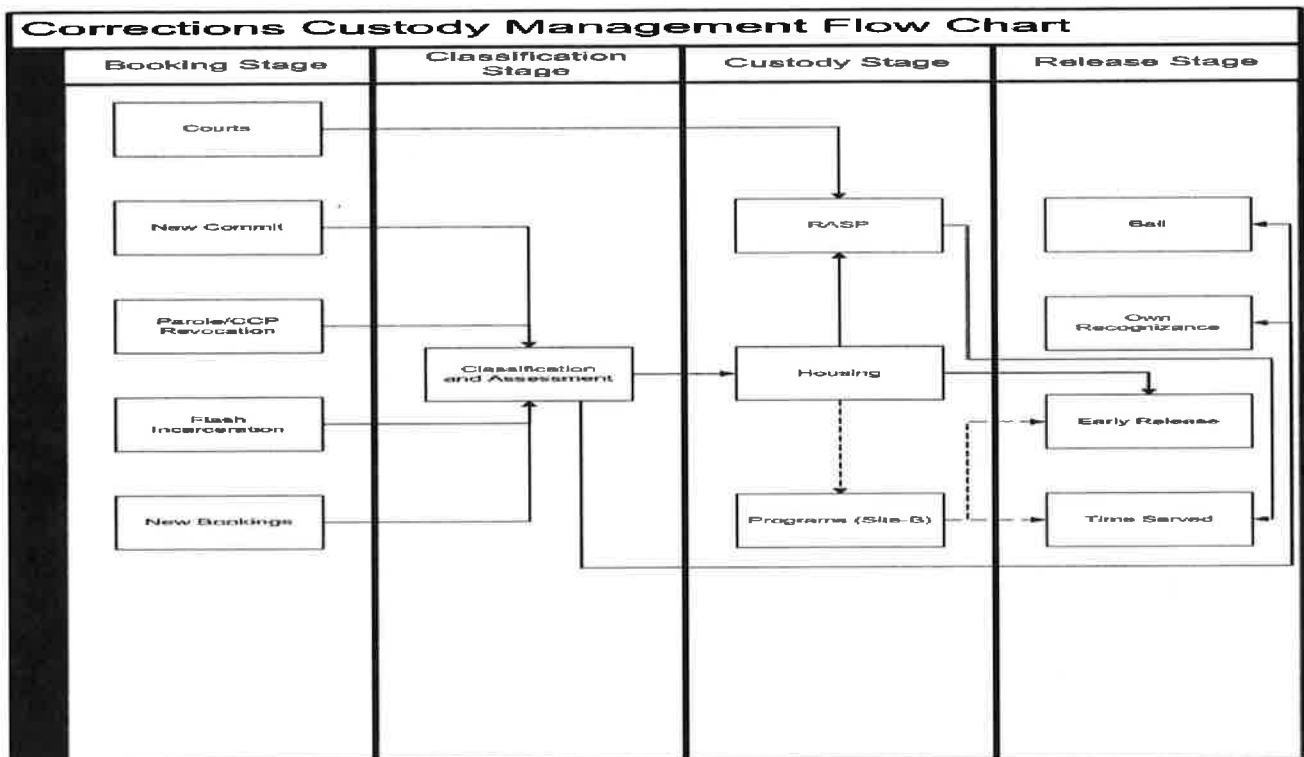 Corrections Custody Management Flow Chart
Booking Stage
Classification
Stage
Custody Stage
Release Stage
Courts
New Commit
Parole/CCP
Revocation
Flash
Incarceration
New Bookings
Classification
and Assessment
RASP
Housing
Programs (Site-B)
Bail
Own
Recognizance
Early Release
Time Served